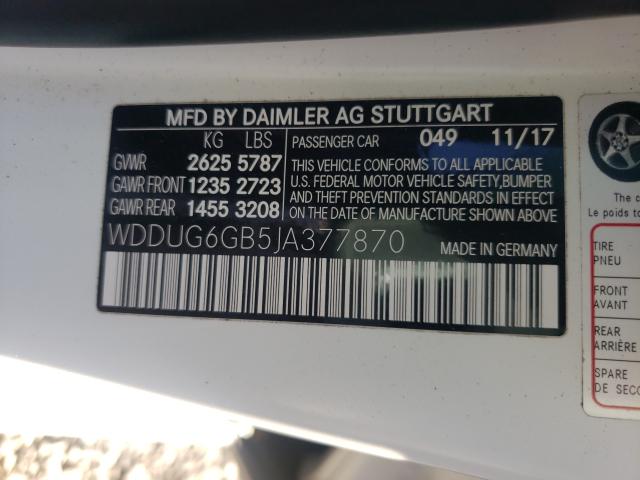 MFD BY DAIMLER AG STUTTGART
KG LBS
PASSENGER CAR 049 11/17
GVWR 2625 5787
GAWR FRONT 1235 2723
GAWR REAR 1455 3208
THIS VEHICLE CONFORMS TO ALL APPLICABLE
U.S. FEDERAL MOTOR VEHICLE SAFETY,BUMPER
AND THEFT PREVENTION STANDARDS IN EFFECT
ON THE DATE OF MANUFACTURE SHOWN ABOVE
WDDUG6GB5JA377870
MADE IN GERMANY
The
Le poids
TIRE
PNEU
FRONT
AVANT
REAR
ARRIÈRE
SPARE
DE